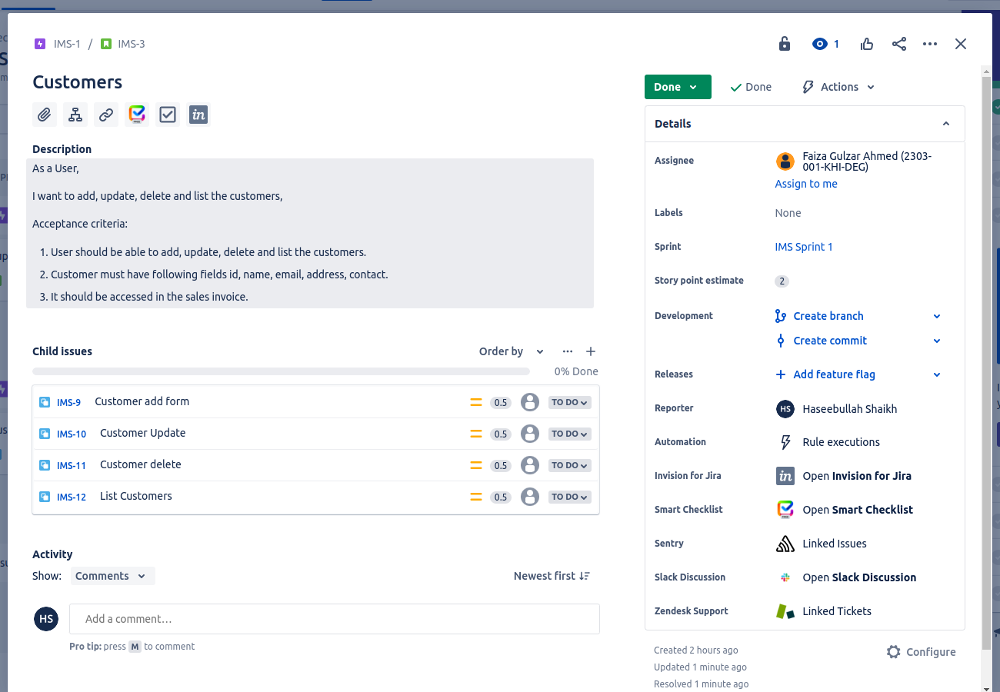 IMS-1 / IMS-3
1
Customers
Done
Done
Actions
in
Description
As a User,
I want to add, update, delete and list the customers,
Acceptance criteria:
1. User should be able to add, update, delete and list the customers.
2. Customer must have following fields id, name, email, address, contact.
3. It should be accessed in the sales invoice.
Child issues
Order by
0% Done
IMS-9 Customer add form 0.5 TO DO
IMS-10 Customer Update 0.5 TO DO
IMS-11 Customer delete 0.5 TO DO
IMS-12 List Customers 0.5 TO DO
Activity
Show: Comments
Newest first
HS Add a comment…
Pro tip: press M to comment
Details
Assignee
Faiza Gulzar Ahmed (2303-
001-KHI-DEG)
Assign to me
Labels None
Sprint IMS Sprint 1
Story point estimate 2
Development Create branch
Create commit
Releases Add feature flag
Reporter HS Haseebullah Shaikh
Automation Rule executions
Invision for Jira in Open Invision for Jira
Smart Checklist Open Smart Checklist
Sentry Linked Issues
Slack Discussion Open Slack Discussion
Zendesk Support Linked Tickets
Created 2 hours ago
Configure
Updated 1 minute ago
Resolved 1 minute ago